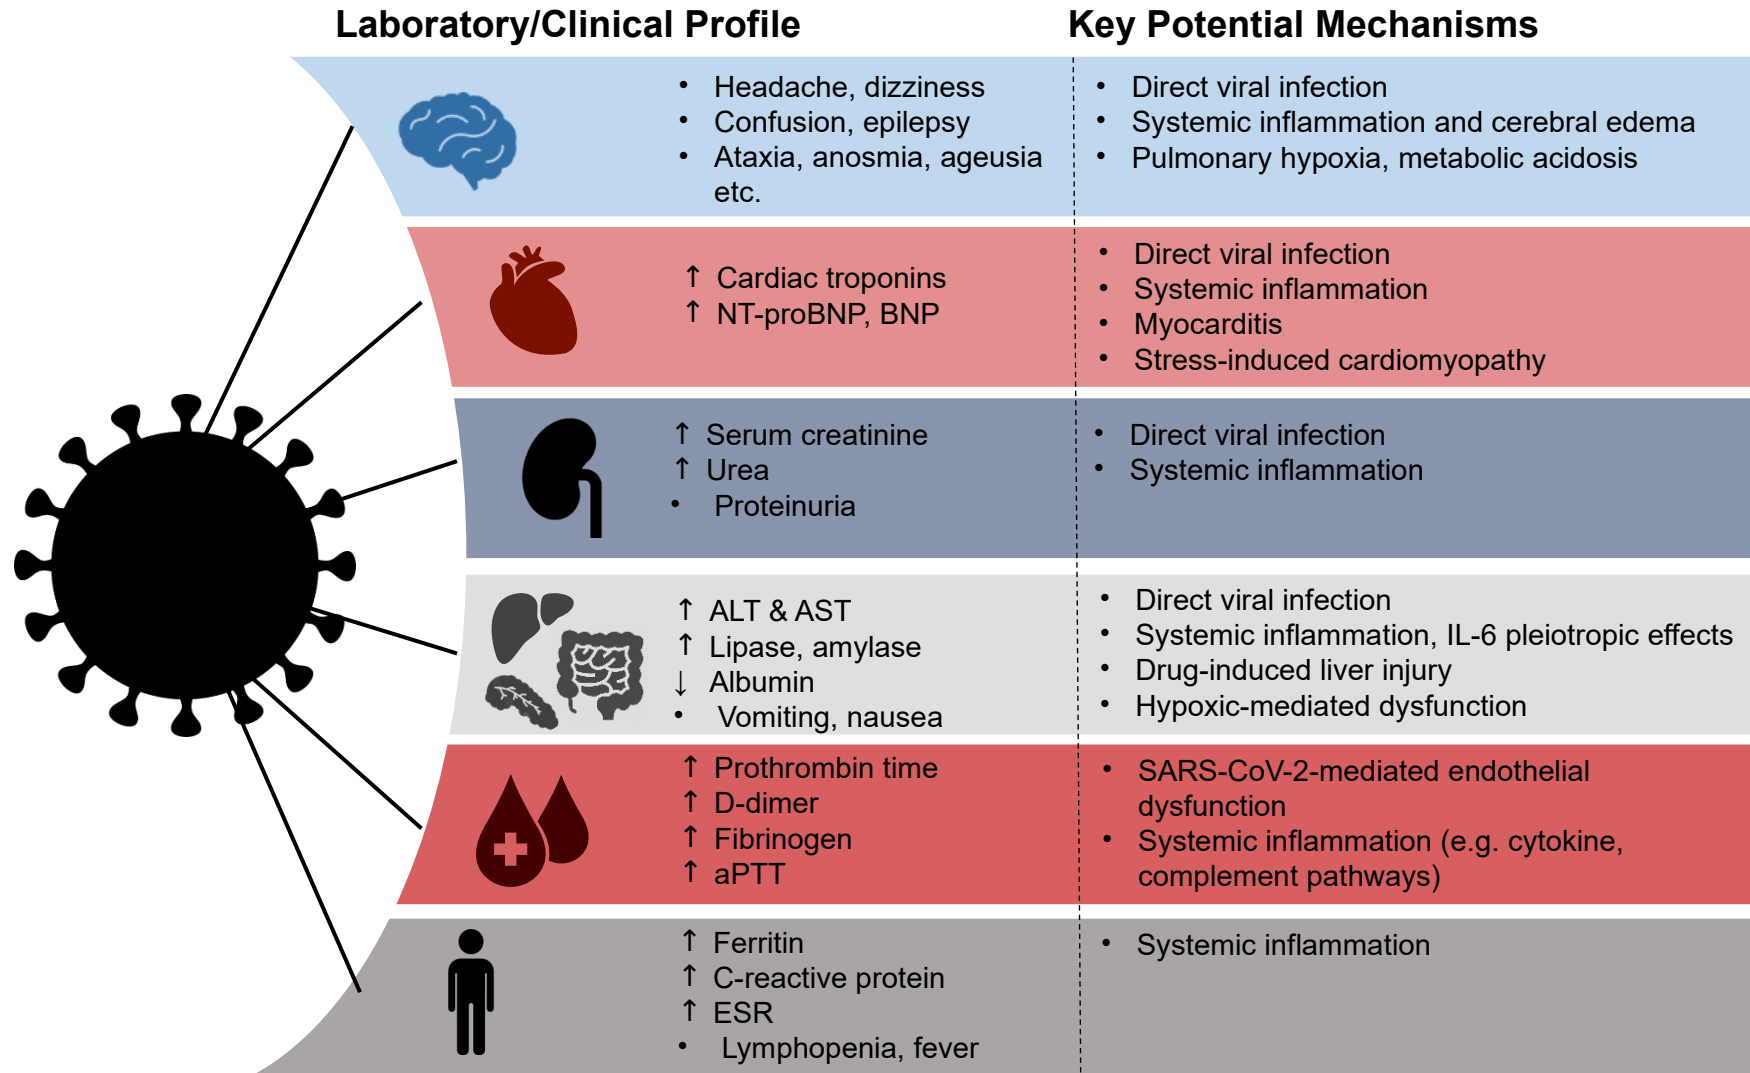 Laboratory/Clinical Profile
Key Potential Mechanisms
• Headache, dizziness
• Confusion, epilepsy
• Ataxia, anosmia, ageusia
etc.
• Direct viral infection
• Systemic inflammation and cerebral edema
• Pulmonary hypoxia, metabolic acidosis
↑ Cardiac troponins
↑ NT-proBNP, BNP
• Direct viral infection
• Systemic inflammation
• Myocarditis
• Stress-induced cardiomyopathy
↑ Serum creatinine
↑ Urea
• Proteinuria
• Direct viral infection
• Systemic inflammation
↑ ALT & AST
↑ Lipase, amylase
↓ Albumin
• Vomiting, nausea
• Direct viral infection
• Systemic inflammation, IL-6 pleiotropic effects
• Drug-induced liver injury
• Hypoxic-mediated dysfunction
↑ Prothrombin time
↑ D-dimer
↑ Fibrinogen
↑ aPTT
• SARS-CoV-2-mediated endothelial
dysfunction
• Systemic inflammation (e.g. cytokine,
complement pathways)
↑ Ferritin
↑ C-reactive protein
↑ ESR
• Lymphopenia, fever
• Systemic inflammation